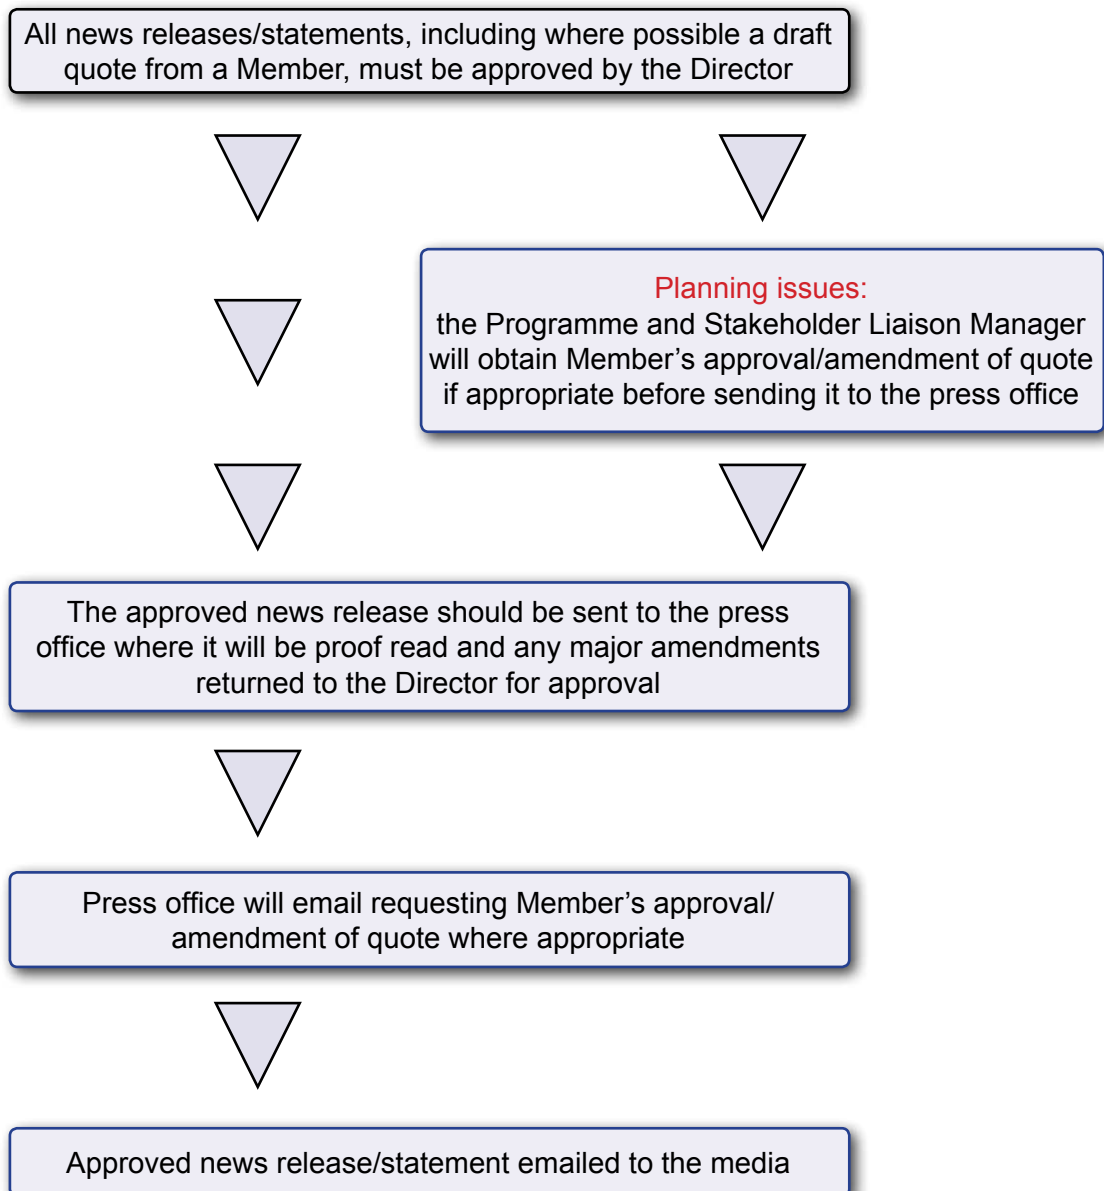 All news releases/statements, including where possible a draft
quote from a Member, must be approved by the Director
Planning issues:
the Programme and Stakeholder Liaison Manager
will obtain Member’s approval/amendment of quote
if appropriate before sending it to the press office
The approved news release should be sent to the press
office where it will be proof read and any major amendments
returned to the Director for approval
Press office will email requesting Member’s approval/
amendment of quote where appropriate
Approved news release/statement emailed to the media